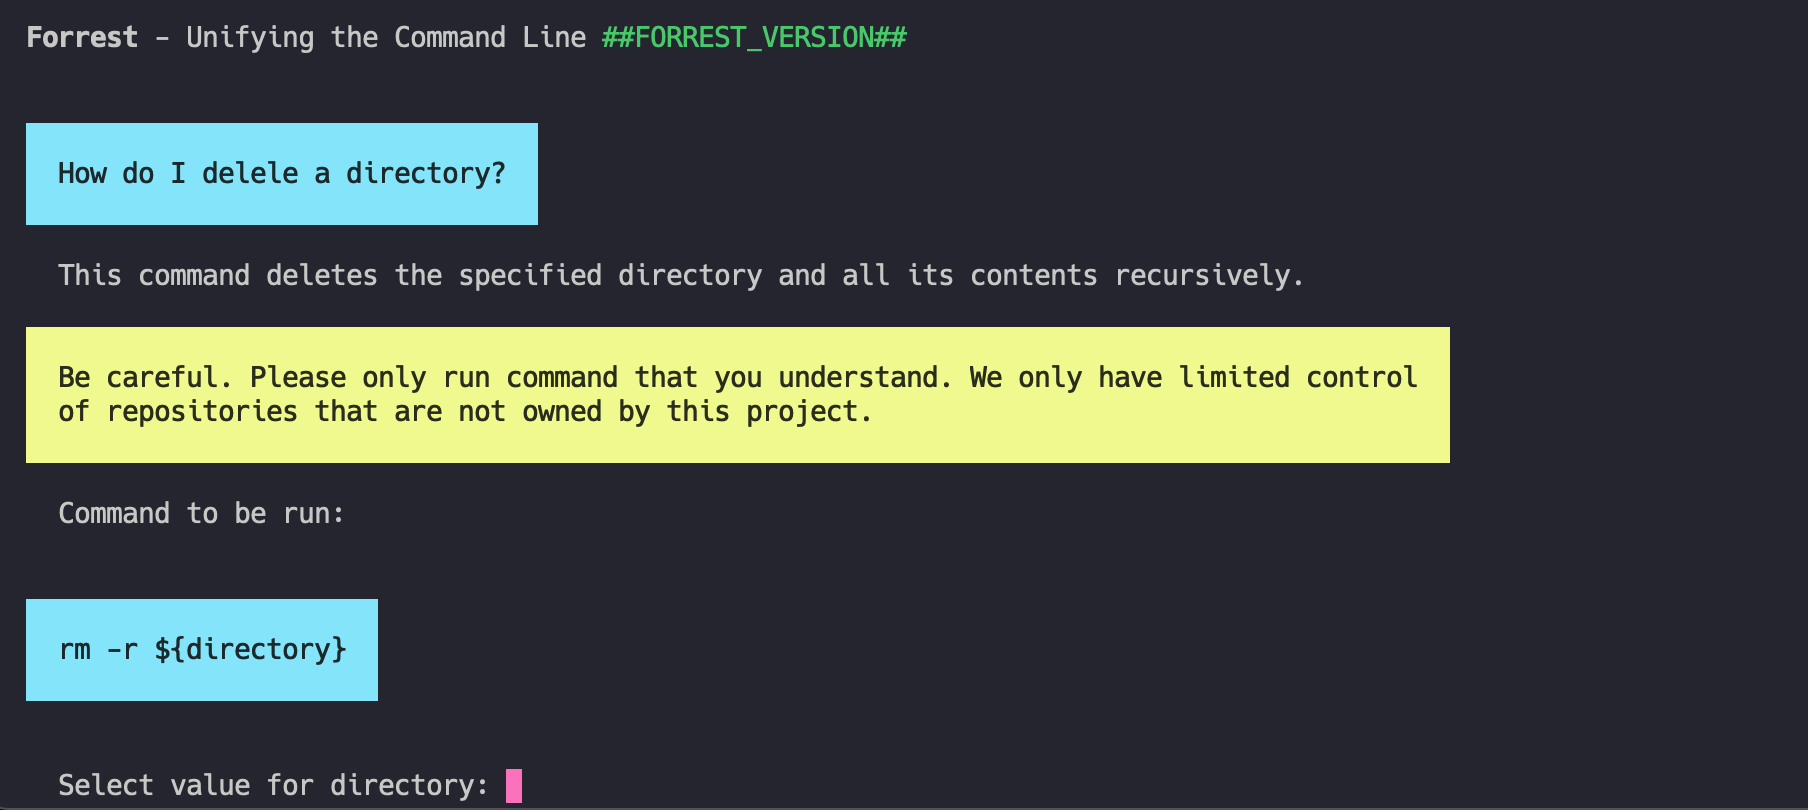 Forrest - Unifying the Command Line ##FORREST_VERSION##
How do I delele a directory?
This command deletes the specified directory and all its contents recursively.
Be careful. Please only run command that you understand. We only have limited control
of repositories that are not owned by this project.
Command to be run:
rm -r ${directory}
Select value for directory: